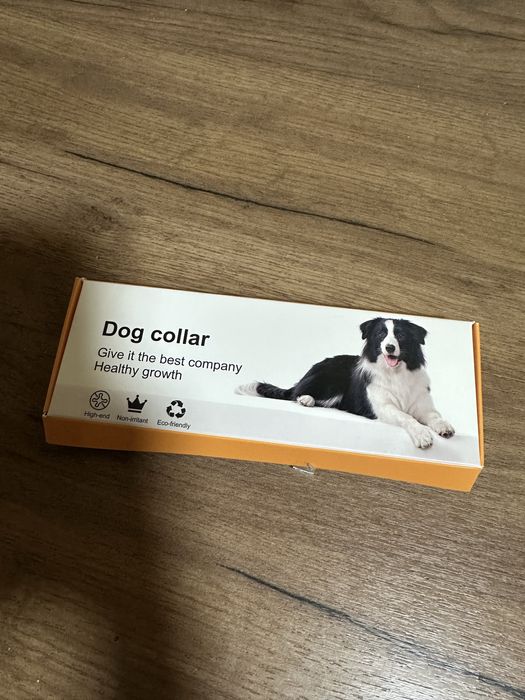 Dog collar
Give it the best company
Healthy growth
High-end Non-irritant Eco-friendly